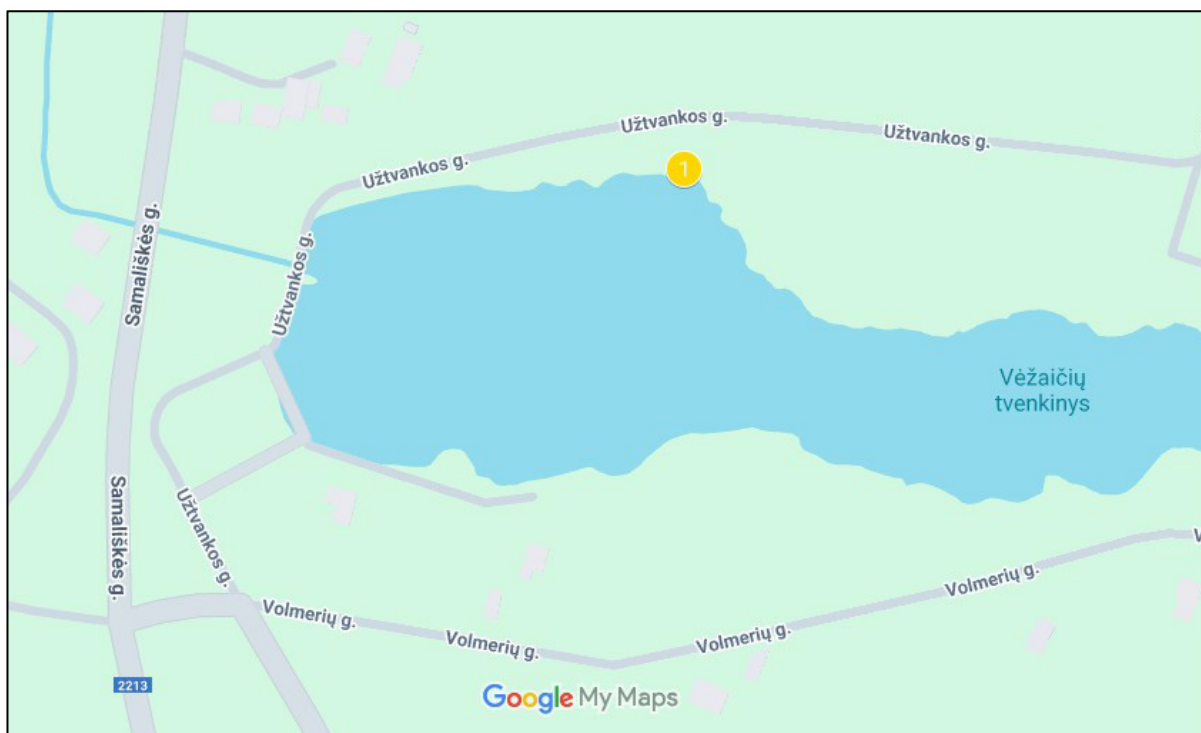 Užtvankos g.
Užtvankos g.
Užtvankos g.
1
Samališkės g.
Užtvankos g.
Vėžaičių
tvenkinys
Samališkės g.
Užtvankos g.
Volmerių g.
Volmerių g.
Volmerių g.
Volmerių g.
V
2213
Google My Maps